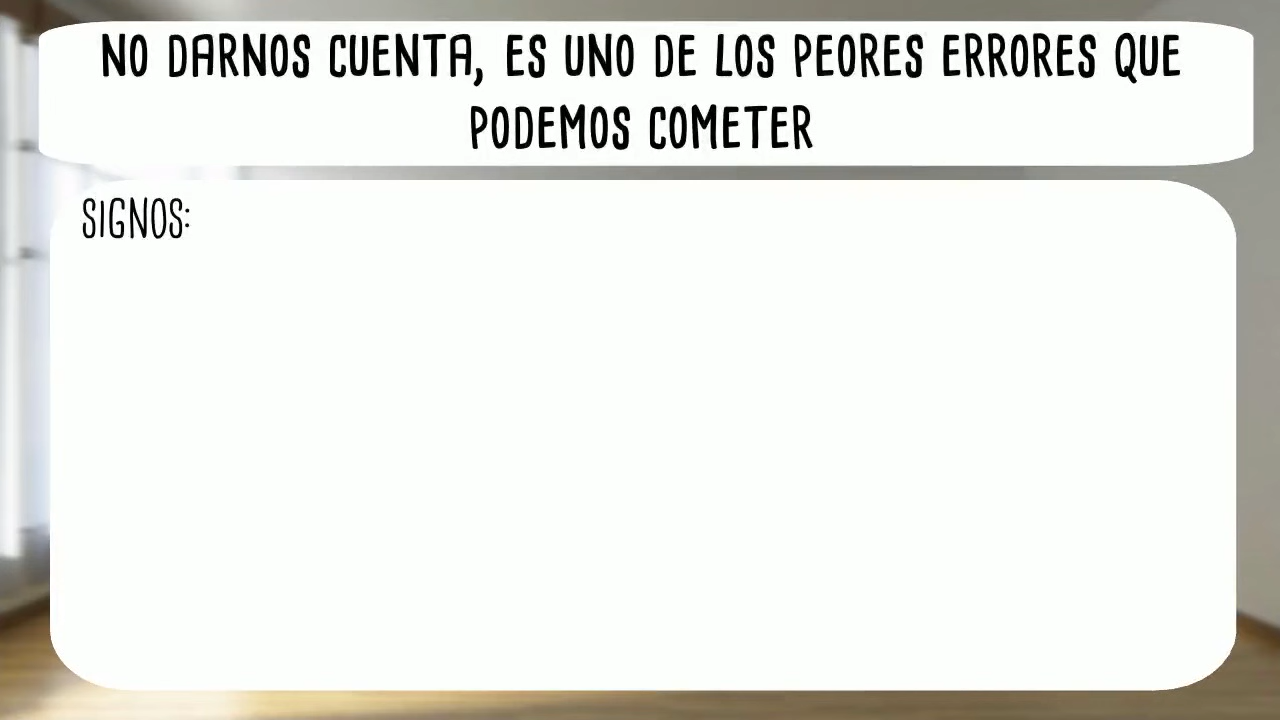 NO DARNOS CUENTA, ES UNO DE LOS PEORES ERRORES QUE
PODEMOS COMETER
SIGNOS: